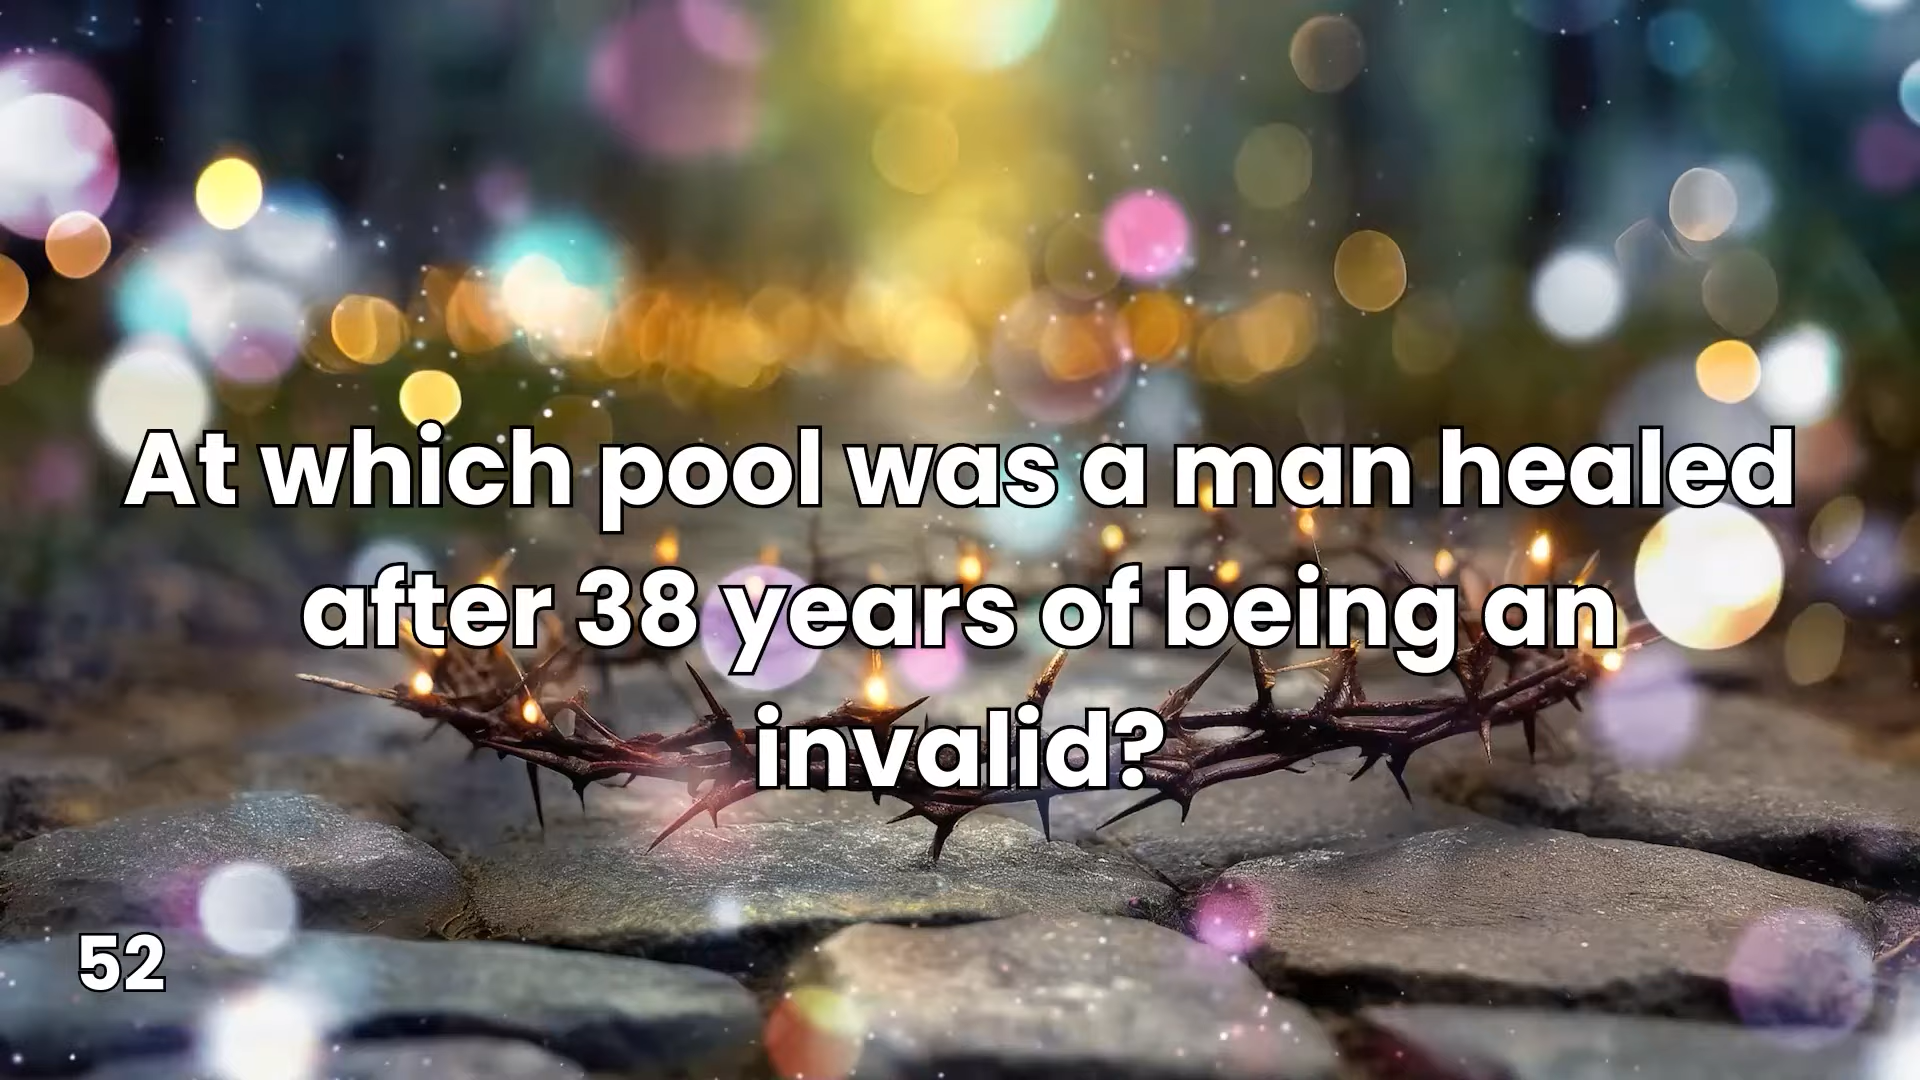 At which pool was a man healed
after 38 years of being an
invalid?
52